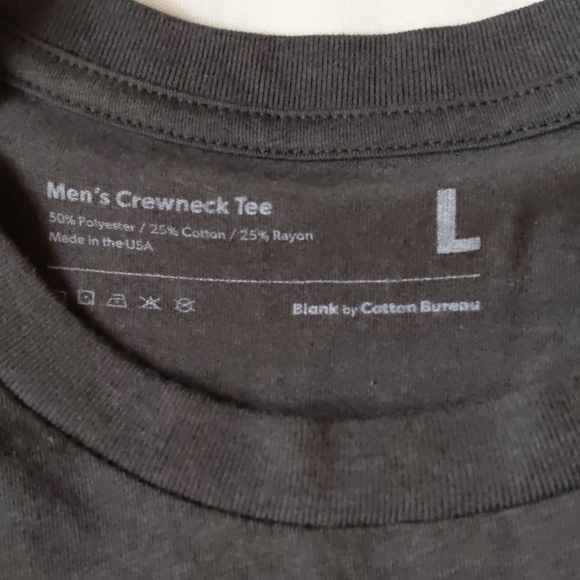 Men's Crewneck Tee
50% Polyester / 25% Cotton / 25% Rayon
Made in the USA
L
Blank by Cotton Bureau